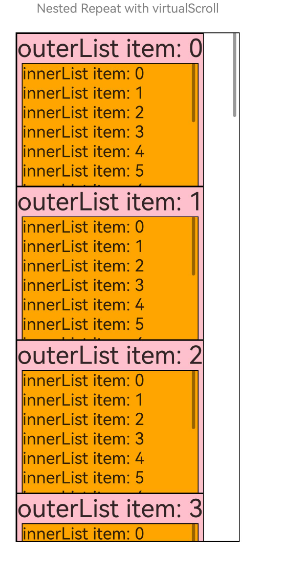 Nested Repeat with virtualScroll
outerList item: 0
innerList item: 0
innerList item: 1
innerList item: 2
innerList item: 3
innerList item: 4
innerList item: 5
outerList item: 1
innerList item: 0
innerList item: 1
innerList item: 2
innerList item: 3
innerList item: 4
innerList item: 5
outerList item: 2
innerList item: 0
innerList item: 1
innerList item: 2
innerList item: 3
innerList item: 4
innerList item: 5
outerList item: 3
innerList item: 0